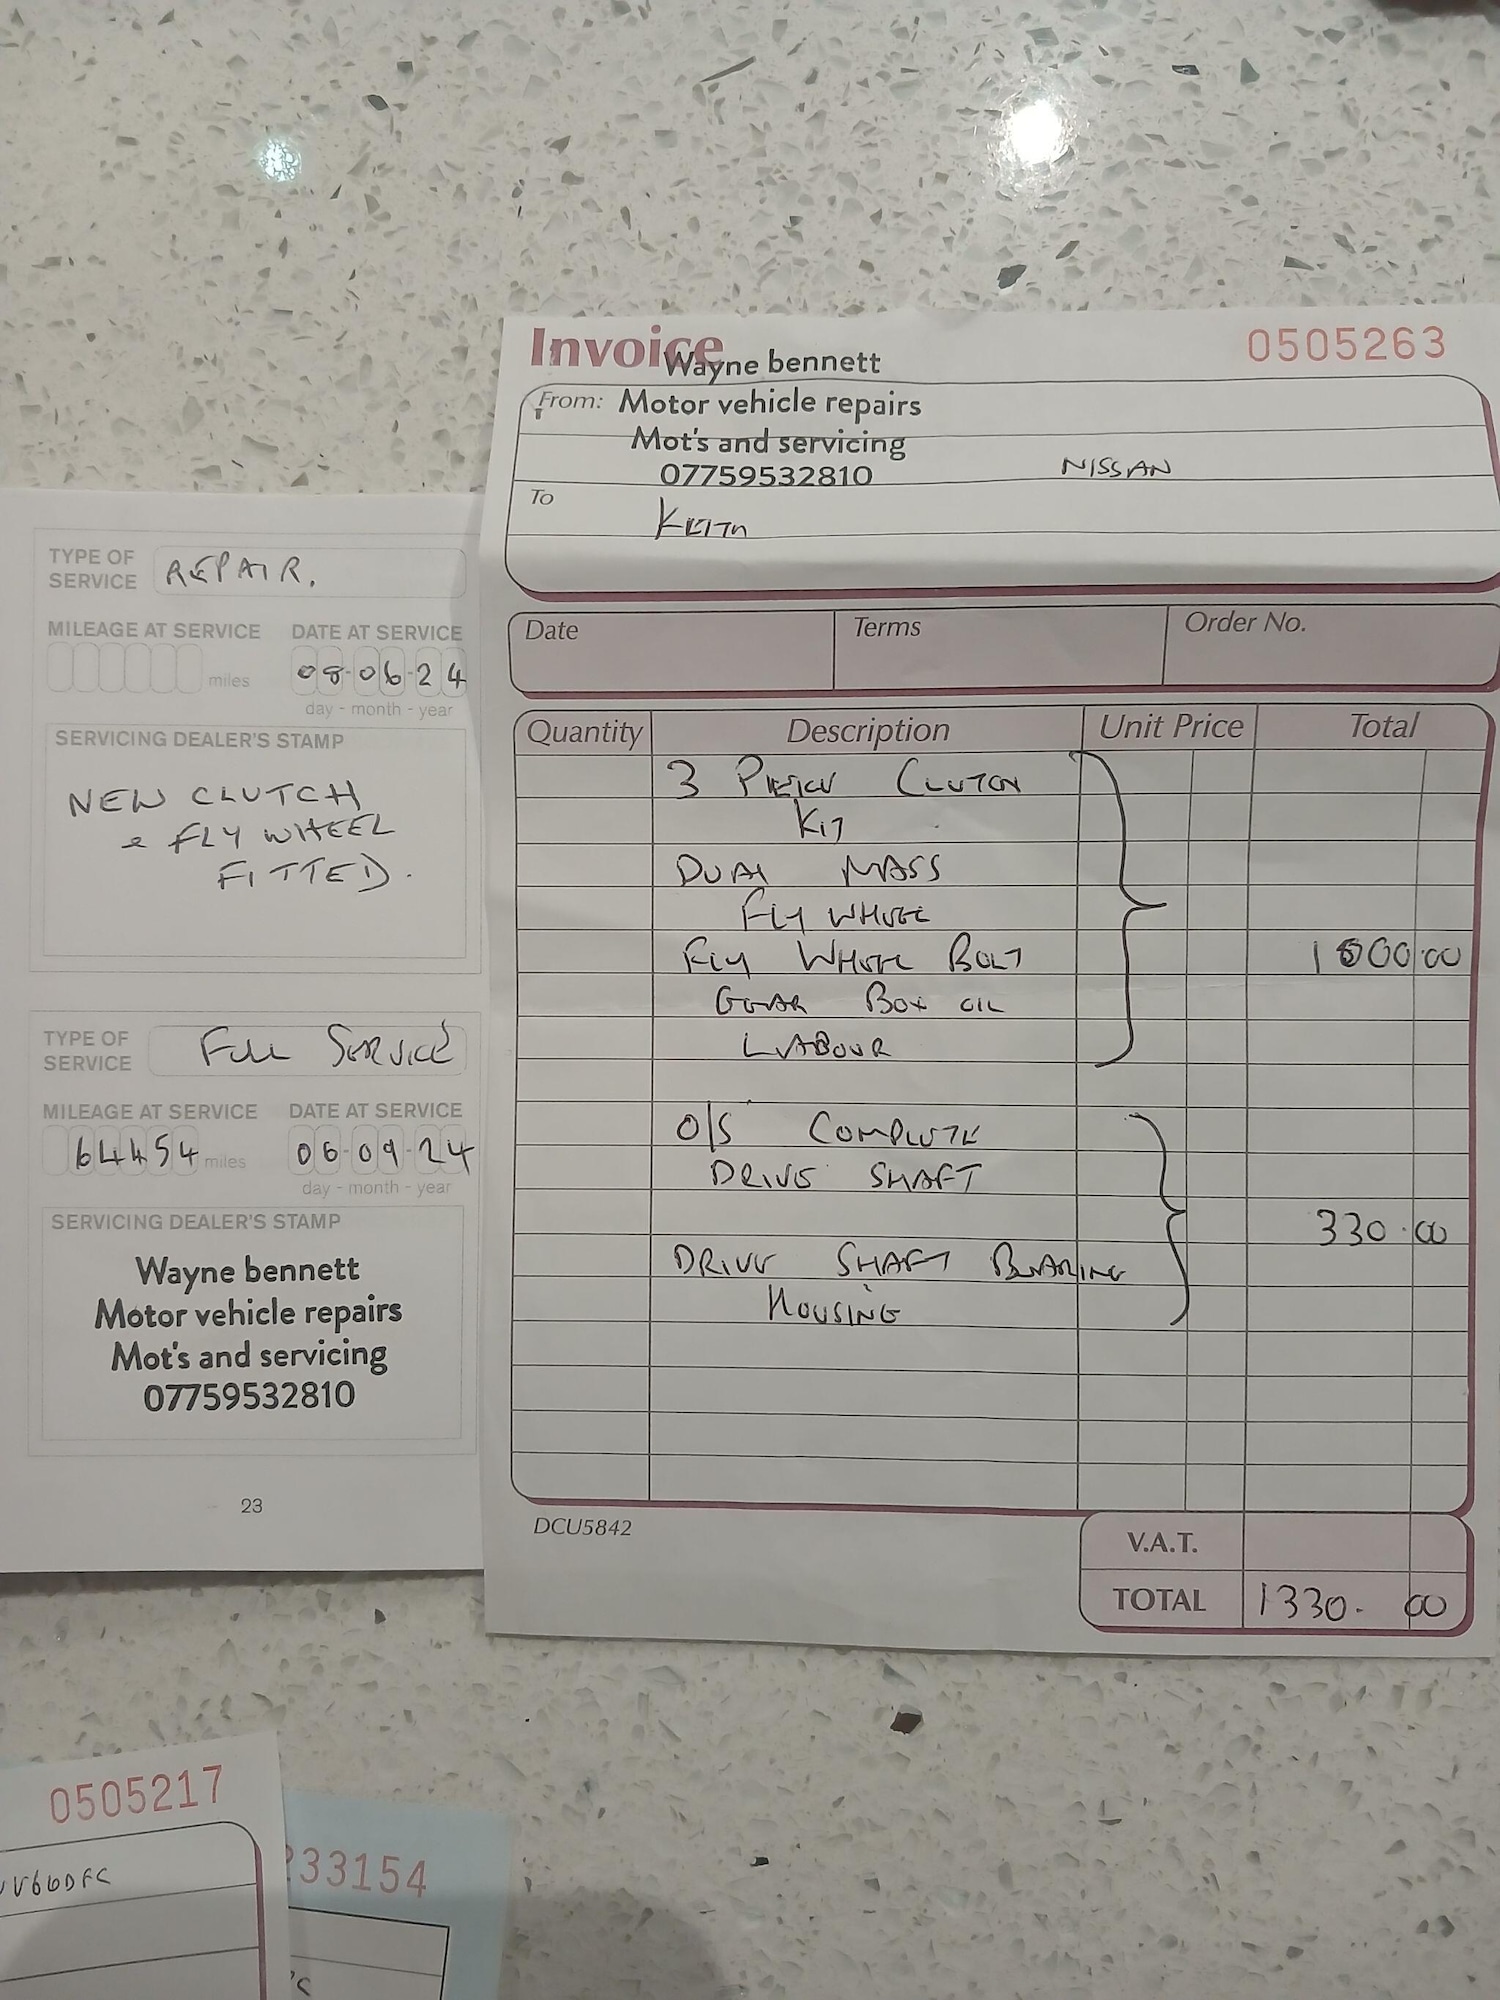 TYPE OF SERVICE REPAIR.
MILEAGE AT SERVICE
miles
DATE AT SERVICE
08-06-24
day - month - year
SERVICING DEALER'S STAMP
NEW CLUTCH
& FLY WHEEL
FITTED.
TYPE OF SERVICE FULL SERVICE
MILEAGE AT SERVICE
64454 miles
DATE AT SERVICE
06-09-24
day - month - year
SERVICING DEALER'S STAMP
Wayne bennett
Motor vehicle repairs
Mot's and servicing
07759532810
23
Invoice
0505263
Wayne bennett
From: Motor vehicle repairs
Mot's and servicing
07759532810
NISSAN
To KEITH
Date Terms Order No.
Quantity Description Unit Price Total
3 PIECE CLUTCH
KIT
DUAL MASS
FLY WHEEL
FLY WHEEL BOLT 1000.00
GEAR BOX OIL
LABOUR
O/S COMPLETE
DRIVE SHAFT
330.00
DRIVE SHAFT BEARING
HOUSING
DCU5842
V.A.T.
TOTAL 1330.00
0505217
V66DFC
233154